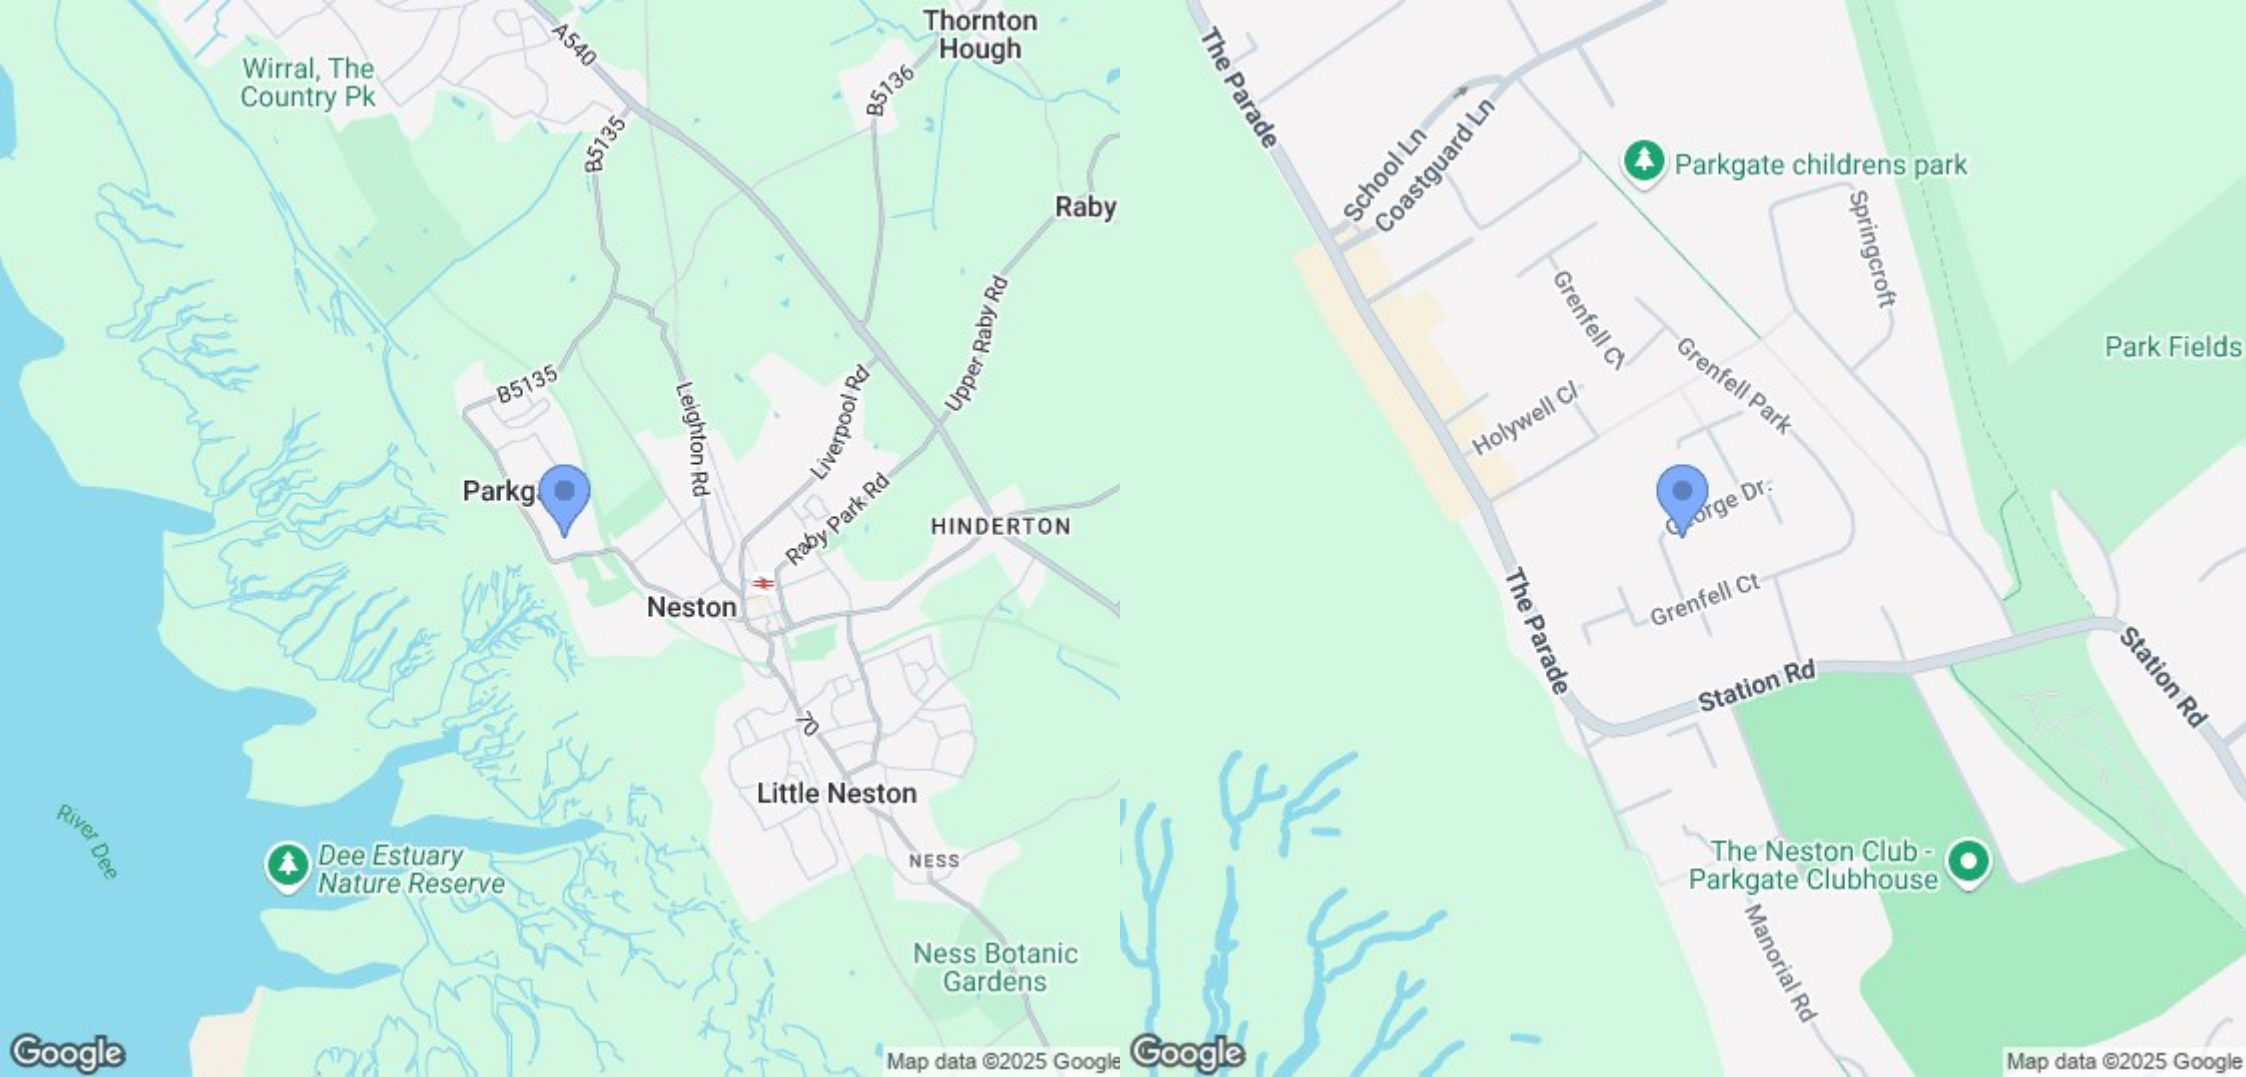 Thornton
Hough
A540
Wirral, The
Country Pk
B5136
B5135
Raby
Upper Raby Rd
B5135
Leighton Rd
Liverpool Rd
Raby Park Rd
HINDERTON
Neston
70
Little Neston
River Dee
Dee Estuary
Nature Reserve
NESS
Ness Botanic
Gardens
Google
Map data ©2025 Google
The Parade
School Ln
Coastguard Ln
Parkgate childrens park
Springcroft
Grenfell Cl
Park Fields
Grenfell Park
Holywell Cl
Dr.
Grenfell Ct
The Parade
Station Rd
Station Rd
The Neston Club -
Parkgate Clubhouse
Manorial Rd
Google
Map data ©2025 Google